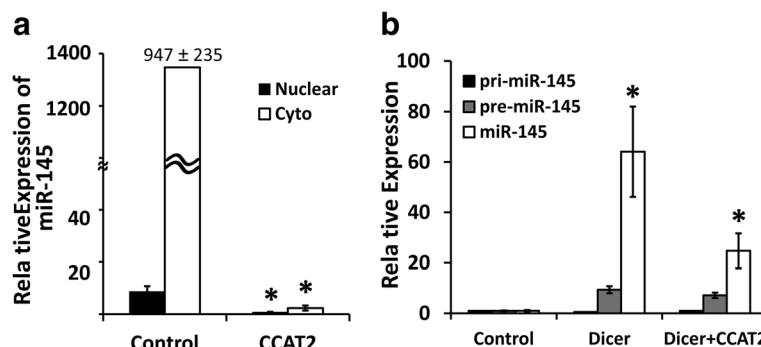 a
Rela tiveExpression of
miR-145
947 ± 235
1400
1200
40
20
Nuclear
Cyto
*
*
Control
CCAT2
b
Rela tive Expression
100
80
60
40
20
0
pri-miR-145
pre-miR-145
miR-145
*
*
Control
Dicer
Dicer+CCAT2